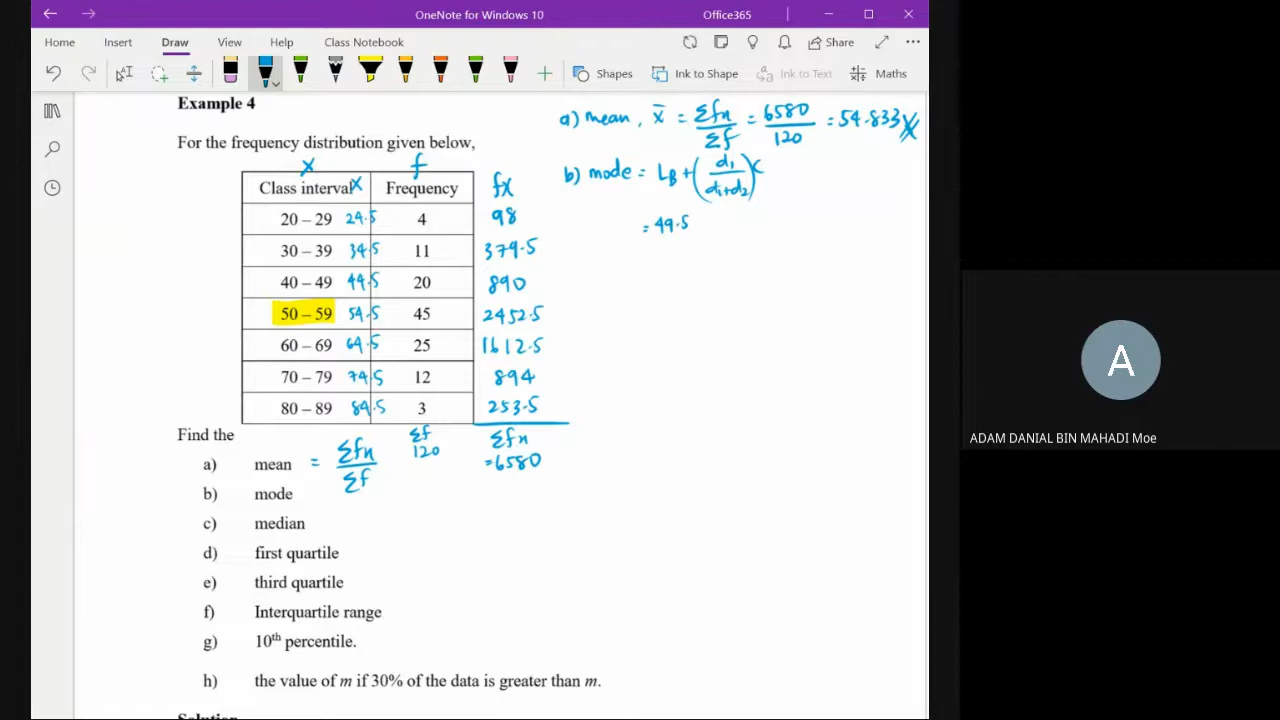 OneNote for Windows 10
Office365
Home Insert Draw View Help Class Notebook
Share
Shapes
Ink to Shape
Ink to Text
Maths
Example 4
For the frequency distribution given below,
x f
Class interval x Frequency fx
20 – 29 24.5 4 98
30 – 39 34.5 11 379.5
40 – 49 44.5 20 890
50 – 59 54.5 45 2452.5
60 – 69 64.5 25 1612.5
70 – 79 74.5 12 894
80 – 89 84.5 3 253.5
Σf 120
Σfx = 6580
Find the
a) mean = Σfx / Σf
b) mode
c) median
d) first quartile
e) third quartile
f) Interquartile range
g) 10th percentile.
h) the value of m if 30% of the data is greater than m.
Solution
a) mean, x̄ = Σfx / Σf = 6580 / 120 = 54.833
b) mode = LB + (d1 / d1+d2) c
= 49.5
A
ADAM DANIAL BIN MAHADI Moe